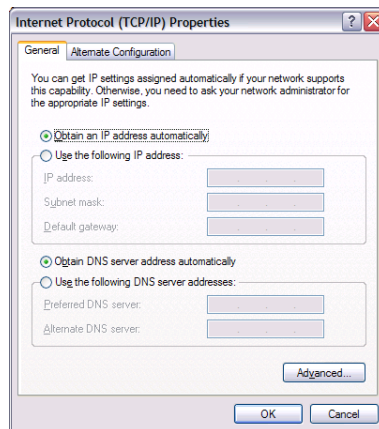 Internet Protocol (TCP/IP) Properties
General Alternate Configuration
You can get IP settings assigned automatically if your network supports
this capability. Otherwise, you need to ask your network administrator for
the appropriate IP settings.
Obtain an IP address automatically
Use the following IP address:
IP address:
Subnet mask:
Default gateway:
Obtain DNS server address automatically
Use the following DNS server addresses:
Preferred DNS server:
Alternate DNS server:
Advanced...
OK Cancel